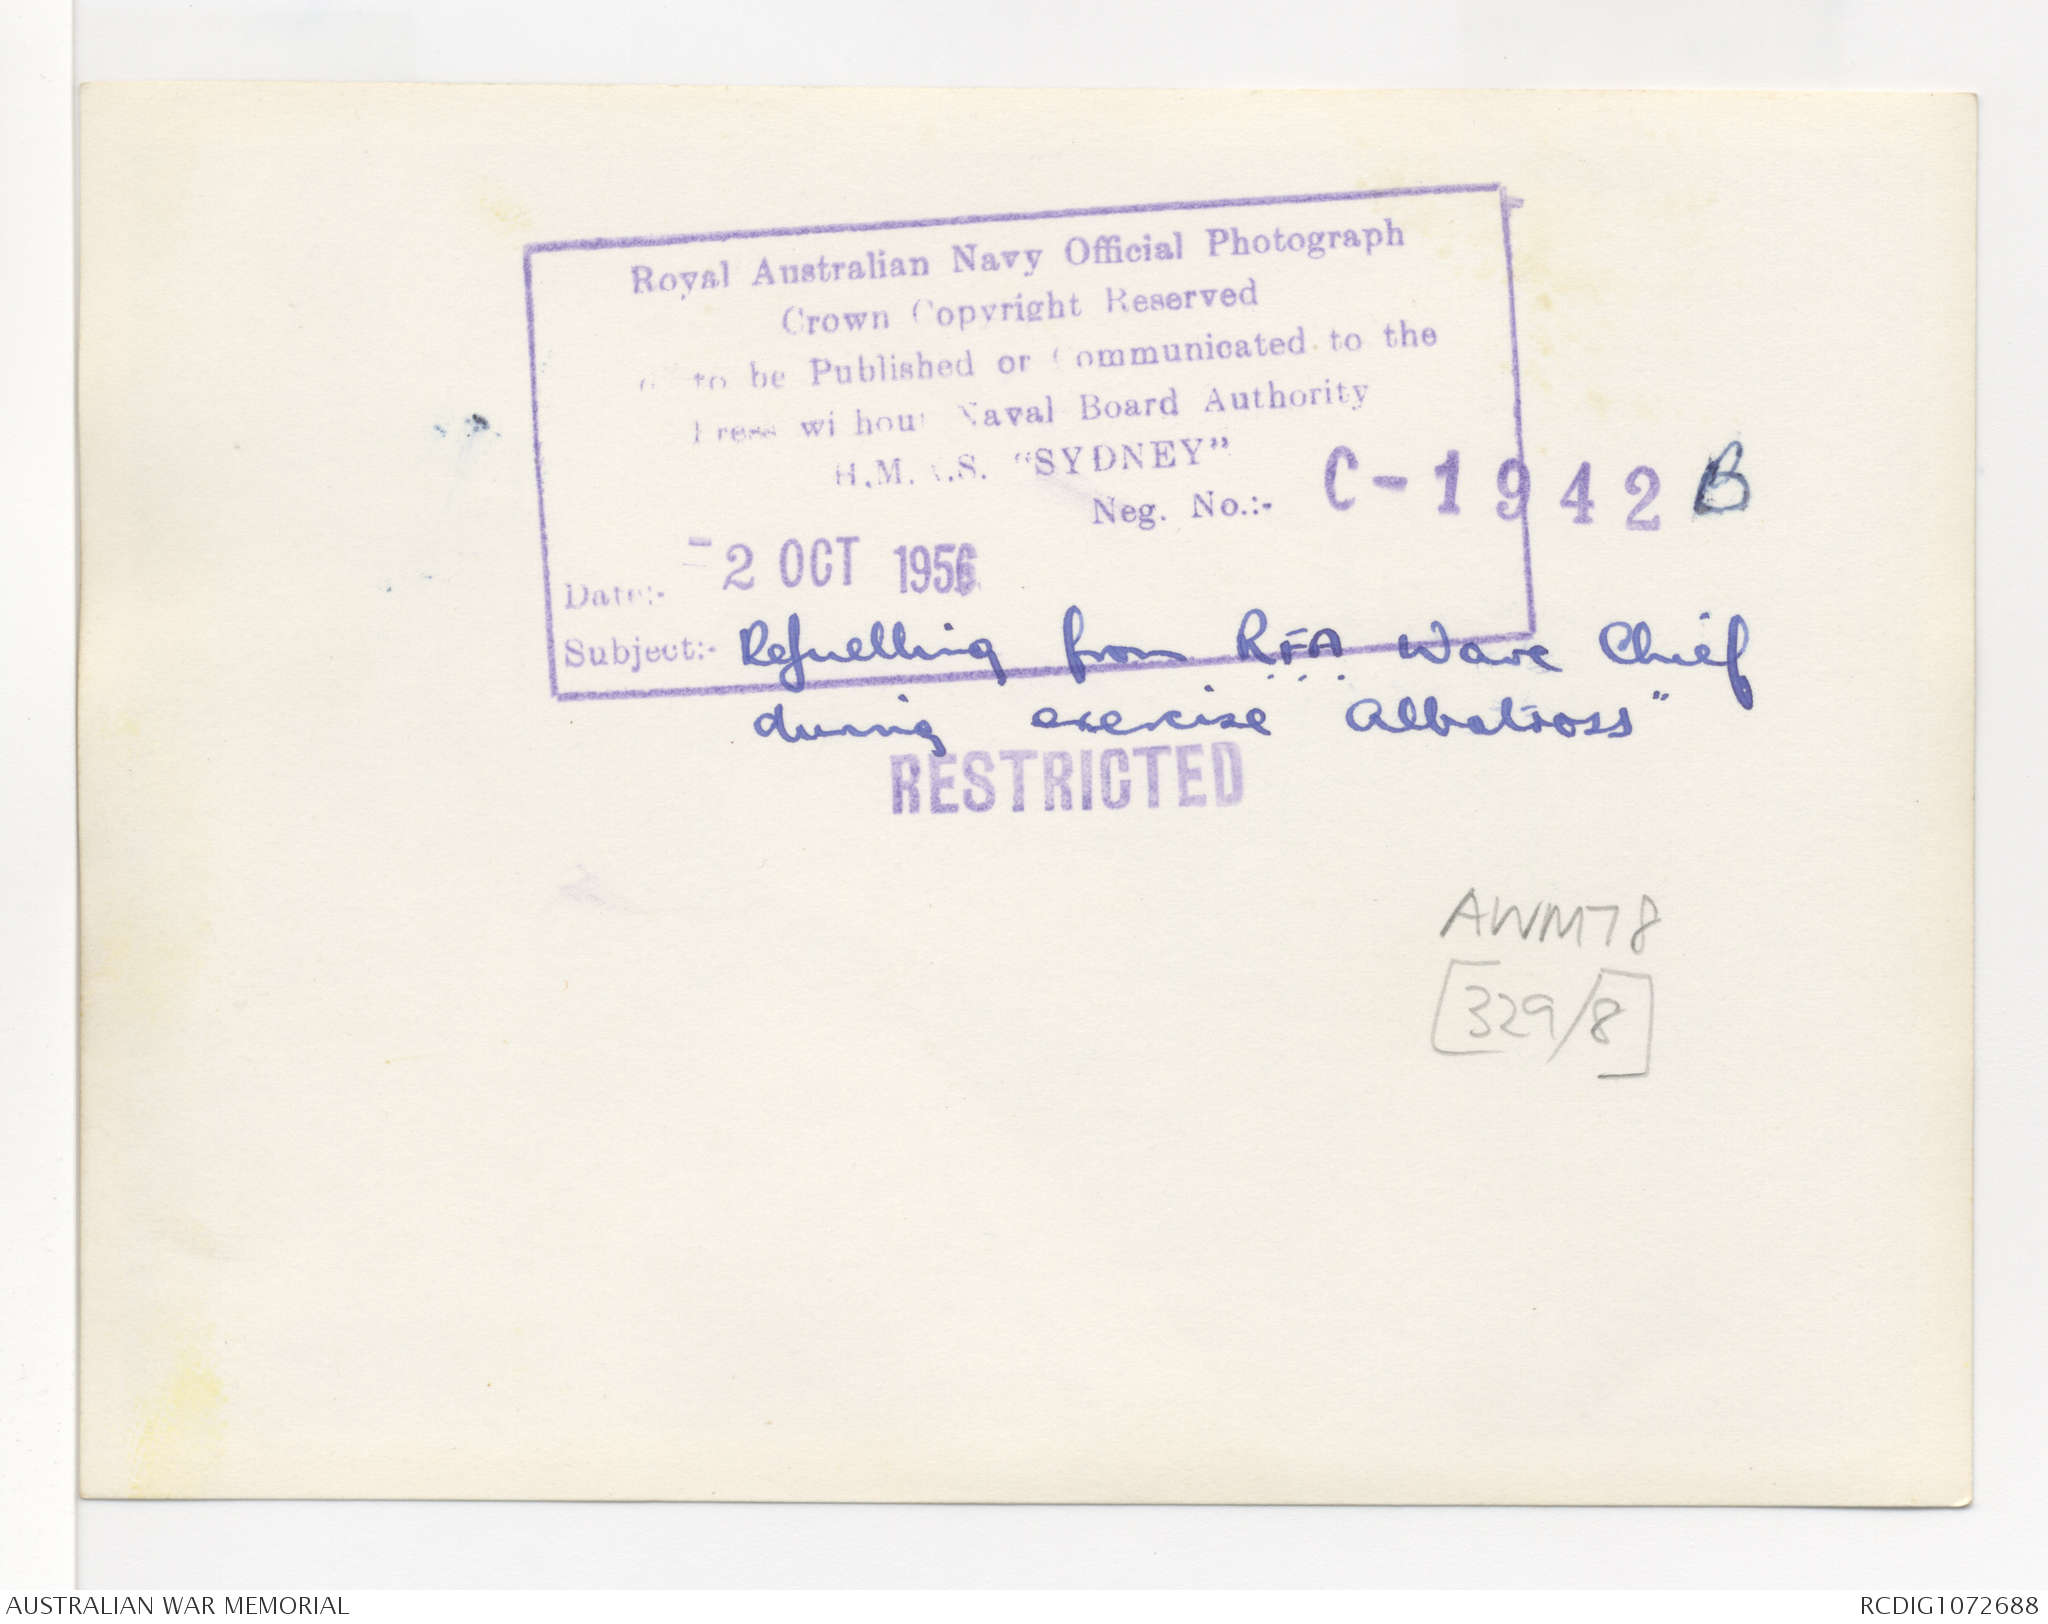 Royal Australian Navy Official Photograph
Crown Copyright Reserved
to be Published or Communicated to the
Press without Naval Board Authority
H.M.A.S. "SYDNEY"
Neg. No.:- C-1942 B
Date:- -2 OCT 1956
Subject:- Refuelling from RFA Wave Chief
during exercise "Albatross"
RESTRICTED
AWM78
[329/8]
AUSTRALIAN WAR MEMORIAL
RCDIG1072688